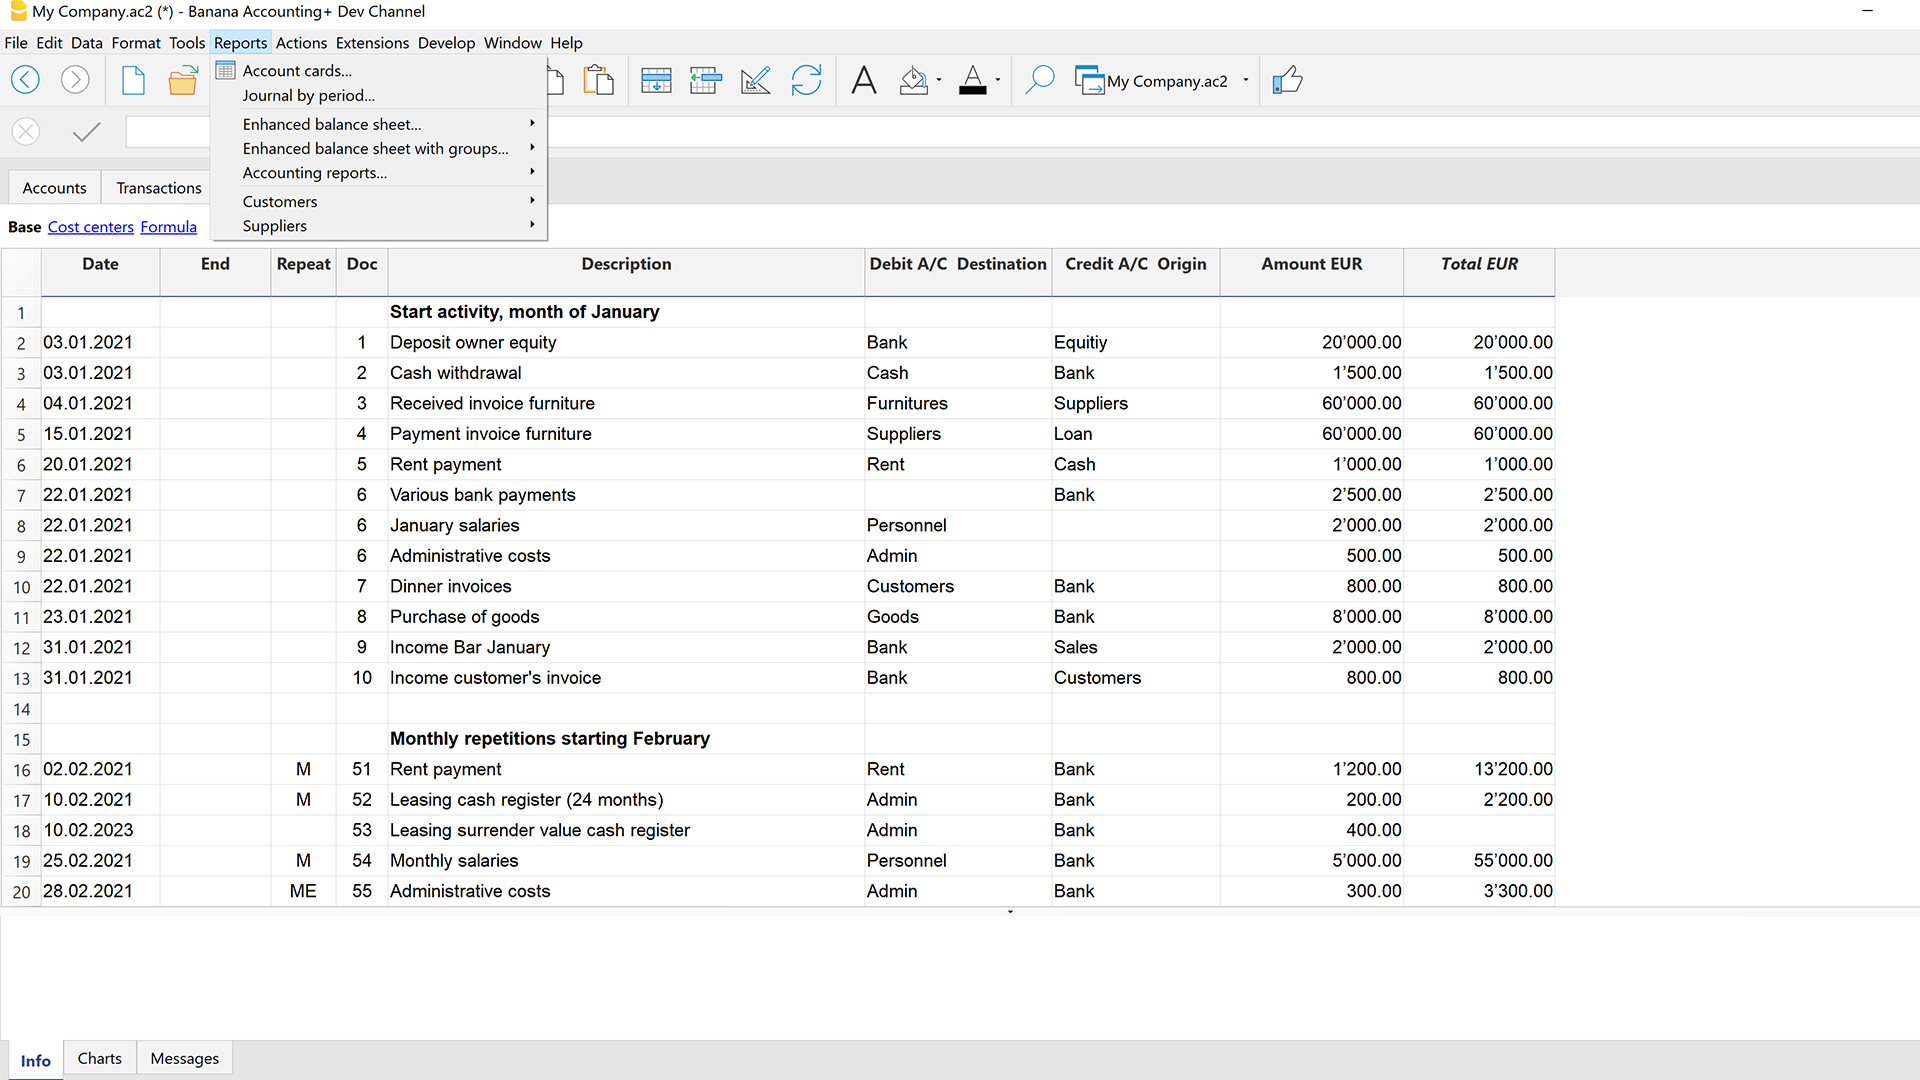 My Company.ac2 (*) - Banana Accounting+ Dev Channel
File Edit Data Format Tools Reports Actions Extensions Develop Window Help
Account cards...
Journal by period...
Enhanced balance sheet...
Enhanced balance sheet with groups...
Accounting reports...
Customers
Suppliers
A A My Company.ac2
Accounts Transactions
Base Cost centers Formula
Date End Repeat Doc Description Debit A/C Destination Credit A/C Origin Amount EUR Total EUR
1 Start activity, month of January
2 03.01.2021 1 Deposit owner equity Bank Equitiy 20’000.00 20’000.00
3 03.01.2021 2 Cash withdrawal Cash Bank 1’500.00 1’500.00
4 04.01.2021 3 Received invoice furniture Furnitures Suppliers 60’000.00 60’000.00
5 15.01.2021 4 Payment invoice furniture Suppliers Loan 60’000.00 60’000.00
6 20.01.2021 5 Rent payment Rent Cash 1’000.00 1’000.00
7 22.01.2021 6 Various bank payments Bank 2’500.00 2’500.00
8 22.01.2021 6 January salaries Personnel 2’000.00 2’000.00
9 22.01.2021 6 Administrative costs Admin 500.00 500.00
10 22.01.2021 7 Dinner invoices Customers Bank 800.00 800.00
11 23.01.2021 8 Purchase of goods Goods Bank 8’000.00 8’000.00
12 31.01.2021 9 Income Bar January Bank Sales 2’000.00 2’000.00
13 31.01.2021 10 Income customer's invoice Bank Customers 800.00 800.00
14
15 Monthly repetitions starting February
16 02.02.2021 M 51 Rent payment Rent Bank 1’200.00 13’200.00
17 10.02.2021 M 52 Leasing cash register (24 months) Admin Bank 200.00 2’200.00
18 10.02.2023 53 Leasing surrender value cash register Admin Bank 400.00
19 25.02.2021 M 54 Monthly salaries Personnel Bank 5’000.00 55’000.00
20 28.02.2021 ME 55 Administrative costs Admin Bank 300.00 3’300.00
Info Charts Messages